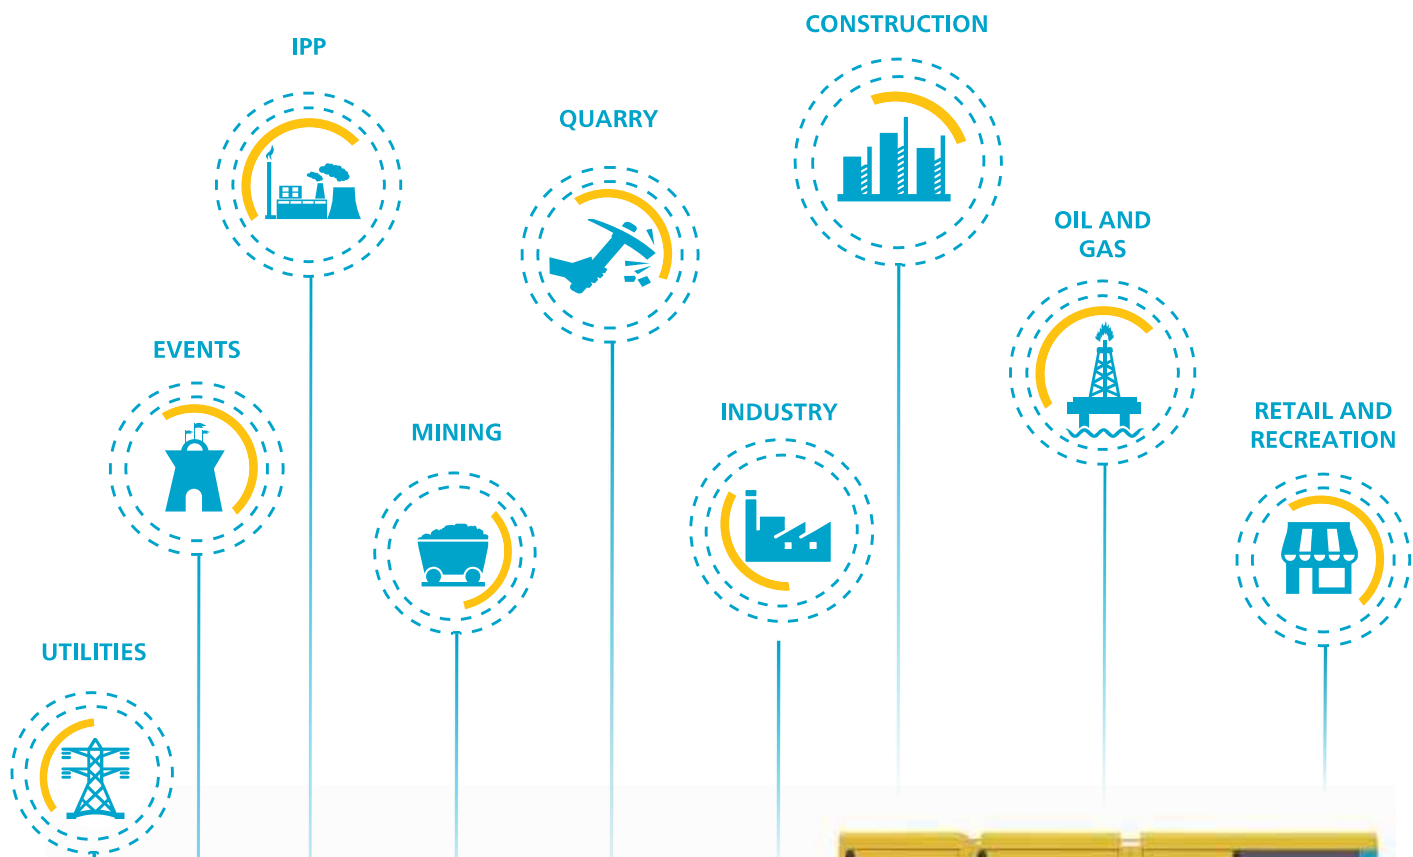 CONSTRUCTION
IPP
QUARRY
OIL AND
GAS
EVENTS
INDUSTRY
RETAIL AND
RECREATION
MINING
UTILITIES